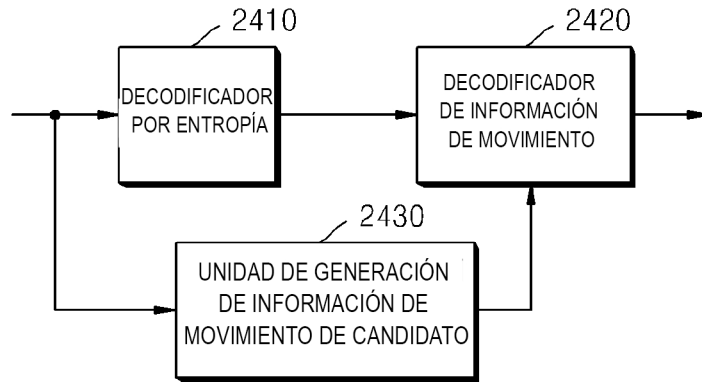 2410
DECODIFICADOR
POR ENTROPÍA
2420
DECODIFICADOR
DE INFORMACIÓN
DE MOVIMIENTO
2430
UNIDAD DE GENERACIÓN
DE INFORMACIÓN DE
MOVIMIENTO DE CANDIDATO